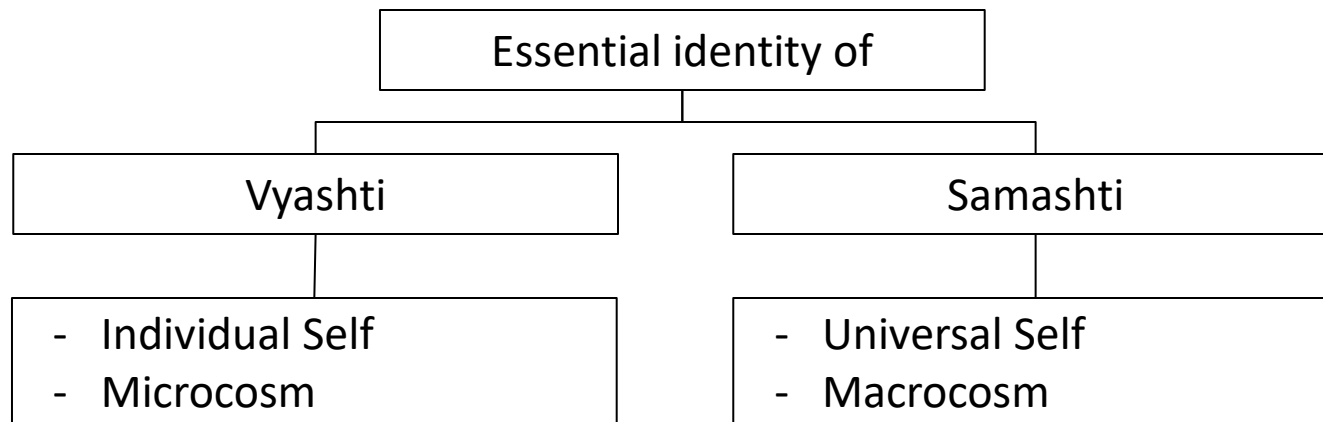 Essential identity of
Vyashti
Samashti
- Individual Self
- Microcosm
- Universal Self
- Macrocosm